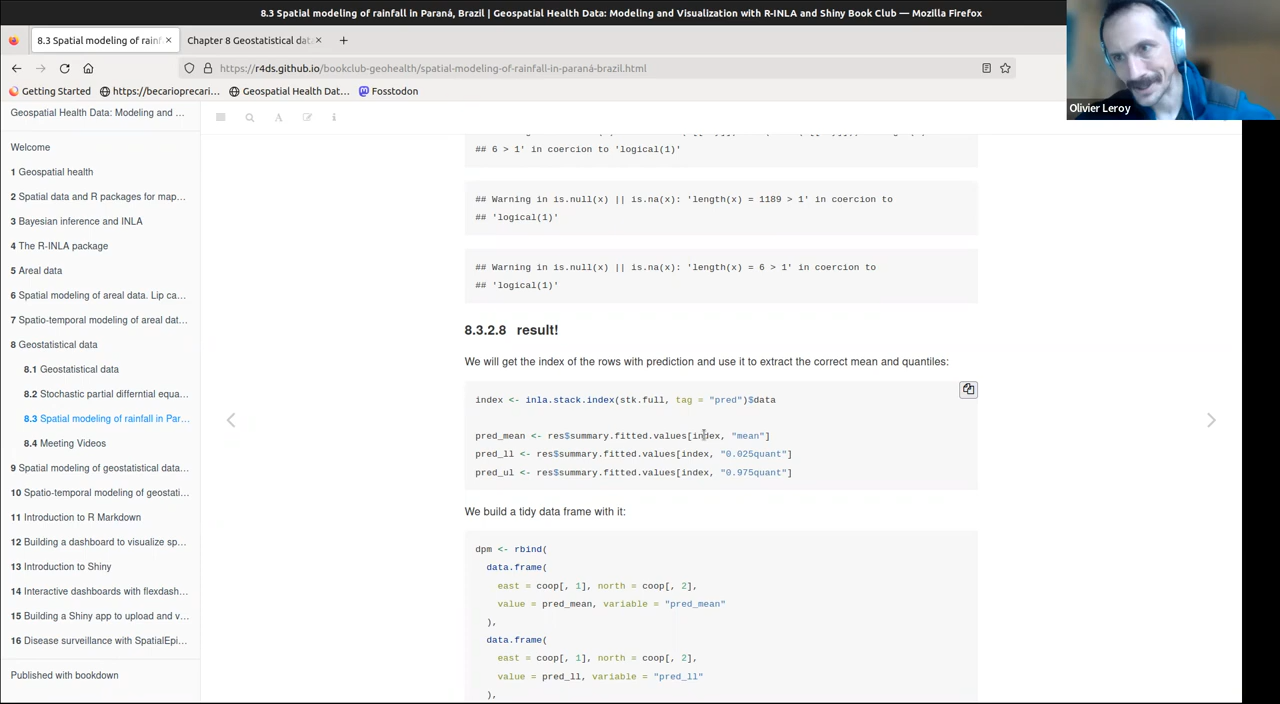 8.3 Spatial modeling of rainfall in Paraná, Brazil | Geospatial Health Data: Modeling and Visualization with R-INLA and Shiny Book Club — Mozilla Firefox
8.3 Spatial modeling of rainf
Chapter 8 Geostatistical dat
https://r4ds.github.io/bookclub-geohealth/spatial-modeling-of-rainfall-in-paraná-brazil.html
Getting Started
https://becarioprecari…
Geospatial Health Dat…
Fosstodon
Olivier Leroy
Geospatial Health Data: Modeling and …
Welcome
1 Geospatial health
2 Spatial data and R packages for map…
3 Bayesian inference and INLA
4 The R-INLA package
5 Areal data
6 Spatial modeling of areal data. Lip ca…
7 Spatio-temporal modeling of areal dat…
8 Geostatistical data
8.1 Geostatistical data
8.2 Stochastic partial differntial equa…
8.3 Spatial modeling of rainfall in Par…
8.4 Meeting Videos
9 Spatial modeling of geostatistical data…
10 Spatio-temporal modeling of geostati…
11 Introduction to R Markdown
12 Building a dashboard to visualize sp…
13 Introduction to Shiny
14 Interactive dashboards with flexdash…
15 Building a Shiny app to upload and v…
16 Disease surveillance with SpatialEpi…
Published with bookdown
## 6 > 1' in coercion to 'logical(1)'
## Warning in is.null(x) || is.na(x): 'length(x) = 1189 > 1' in coercion to
## 'logical(1)'
## Warning in is.null(x) || is.na(x): 'length(x) = 6 > 1' in coercion to
## 'logical(1)'
8.3.2.8 result!
We will get the index of the rows with prediction and use it to extract the correct mean and quantiles:
index <- inla.stack.index(stk.full, tag = "pred")$data
pred_mean <- res$summary.fitted.values[index, "mean"]
pred_ll <- res$summary.fitted.values[index, "0.025quant"]
pred_ul <- res$summary.fitted.values[index, "0.975quant"]
We build a tidy data frame with it:
dpm <- rbind(
data.frame(
east = coop[, 1], north = coop[, 2],
value = pred_mean, variable = "pred_mean"
),
data.frame(
east = coop[, 1], north = coop[, 2],
value = pred_ll, variable = "pred_ll"
),